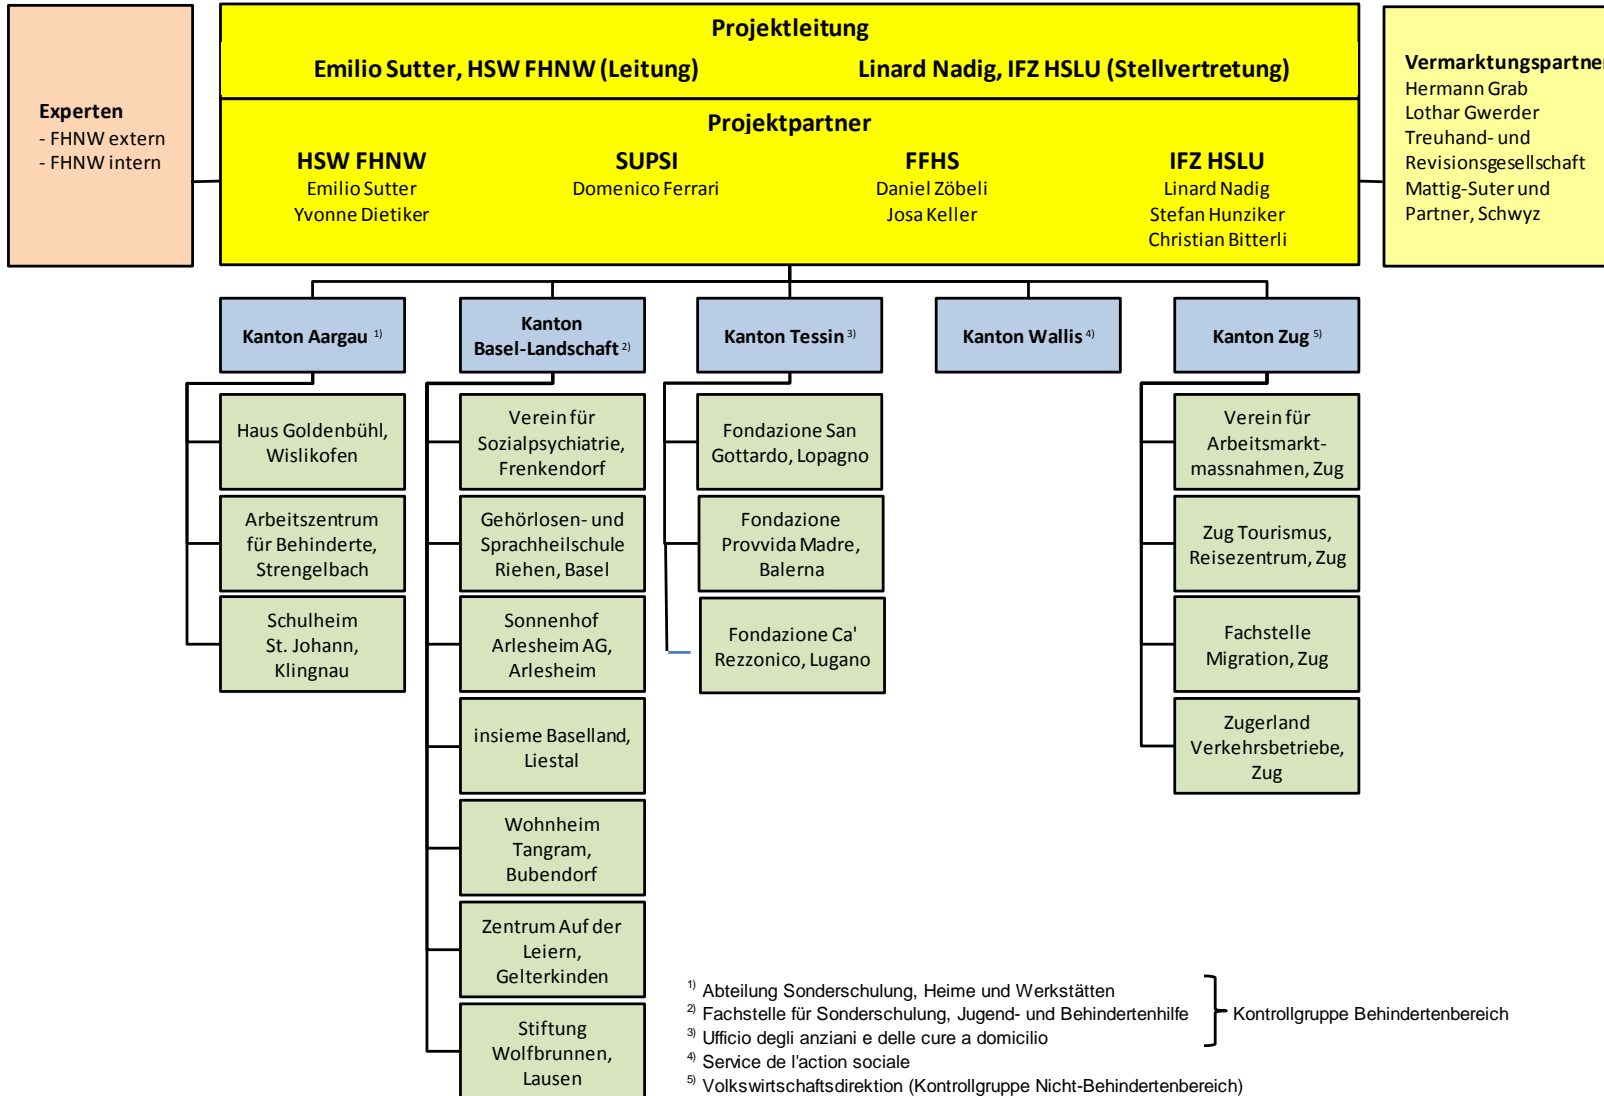 Projektleitung
Emilio Sutter, HSW FHNW (Leitung)
Linard Nadig, IFZ HSLU (Stellvertretung)
Experten
- FHNW extern
- FHNW intern
Projektpartner
HSW FHNW
Emilio Sutter
Yvonne Dietiker
SUPSI
Domenico Ferrari
FFHS
Daniel Zöbeli
Josa Keller
IFZ HSLU
Linard Nadig
Stefan Hunziker
Christian Bitterli
Vermarktungspartner
Hermann Grab
Lothar Gwerder
Treuhand- und
Revisionsgesellschaft
Mattig-Suter und
Partner, Schwyz
Kanton Aargau 1)
Haus Goldenbühl,
Wislikofen
Arbeitszentrum
für Behinderte,
Strengelbach
Schulheim
St. Johann,
Klingnau
Kanton
Basel-Landschaft 2)
Verein für
Sozialpsychiatrie,
Frenkendorf
Gehörlosen- und
Sprachheilschule
Riehen, Basel
Sonnenhof
Arlesheim AG,
Arlesheim
insieme Baselland,
Liestal
Wohnheim
Tangram,
Bubendorf
Zentrum Auf der
Leiern,
Gelterkinden
Stiftung
Wolfbrunnen,
Lausen
Kanton Tessin 3)
Fondazione San
Gottardo, Lopagno
Fondazione
Provvida Madre,
Balerna
Fondazione Ca'
Rezzonico, Lugano
Kanton Wallis 4)
Kanton Zug 5)
Verein für
Arbeitsmarkt-
massnahmen, Zug
Zug Tourismus,
Reisezentrum, Zug
Fachstelle
Migration, Zug
Zugerland
Verkehrsbetriebe,
Zug
1) Abteilung Sonderschulung, Heime und Werkstätten
2) Fachstelle für Sonderschulung, Jugend- und Behindertenhilfe
3) Ufficio degli anziani e delle cure a domicilio
Kontrollgruppe Behindertenbereich
4) Service de l'action sociale
5) Volkswirtschaftsdirektion (Kontrollgruppe Nicht-Behindertenbereich)